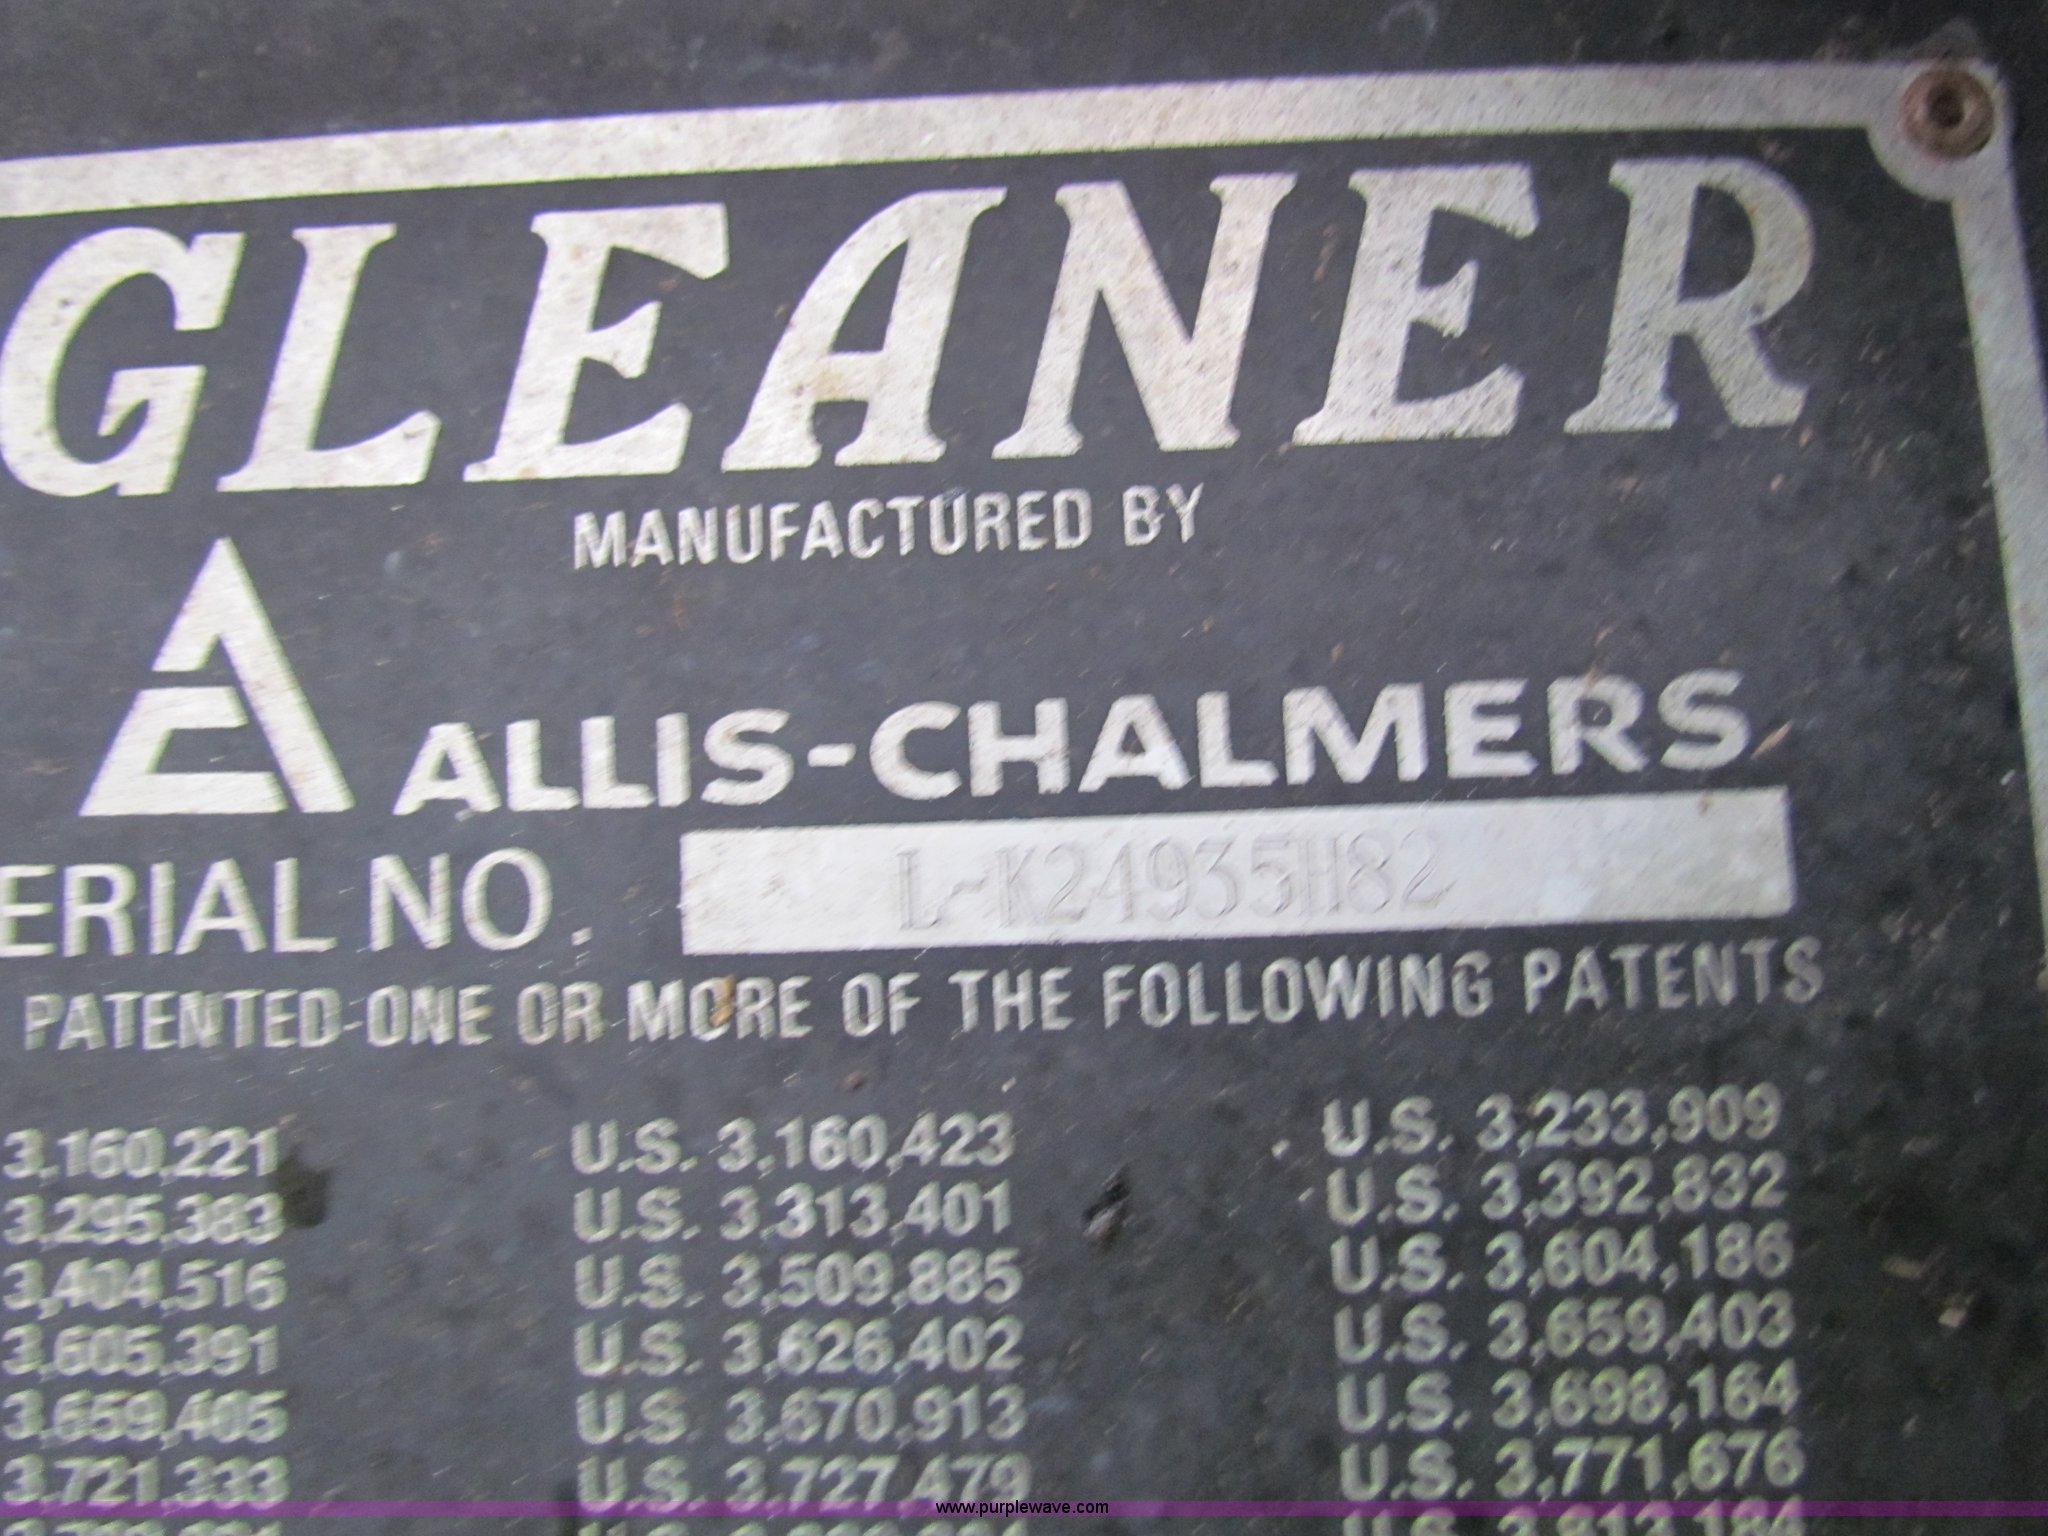 GLEANER
MANUFACTURED BY
ALLIS-CHALMERS
ERIAL NO. L-K24935H82
PATENTED-ONE OR MORE OF THE FOLLOWING PATENTS
3,160,221 U.S. 3,160,423 U.S. 3,233,909
3,295,383 U.S. 3,313,401 U.S. 3,392,832
3,404,516 U.S. 3,509,885 U.S. 3,604,186
3,605,391 U.S. 3,626,402 U.S. 3,659,403
3,659,405 U.S. 3,670,913 U.S. 3,698,164
3,721,333 U.S. 3,727,479 U.S. 3,771,676
www.purplewave.com